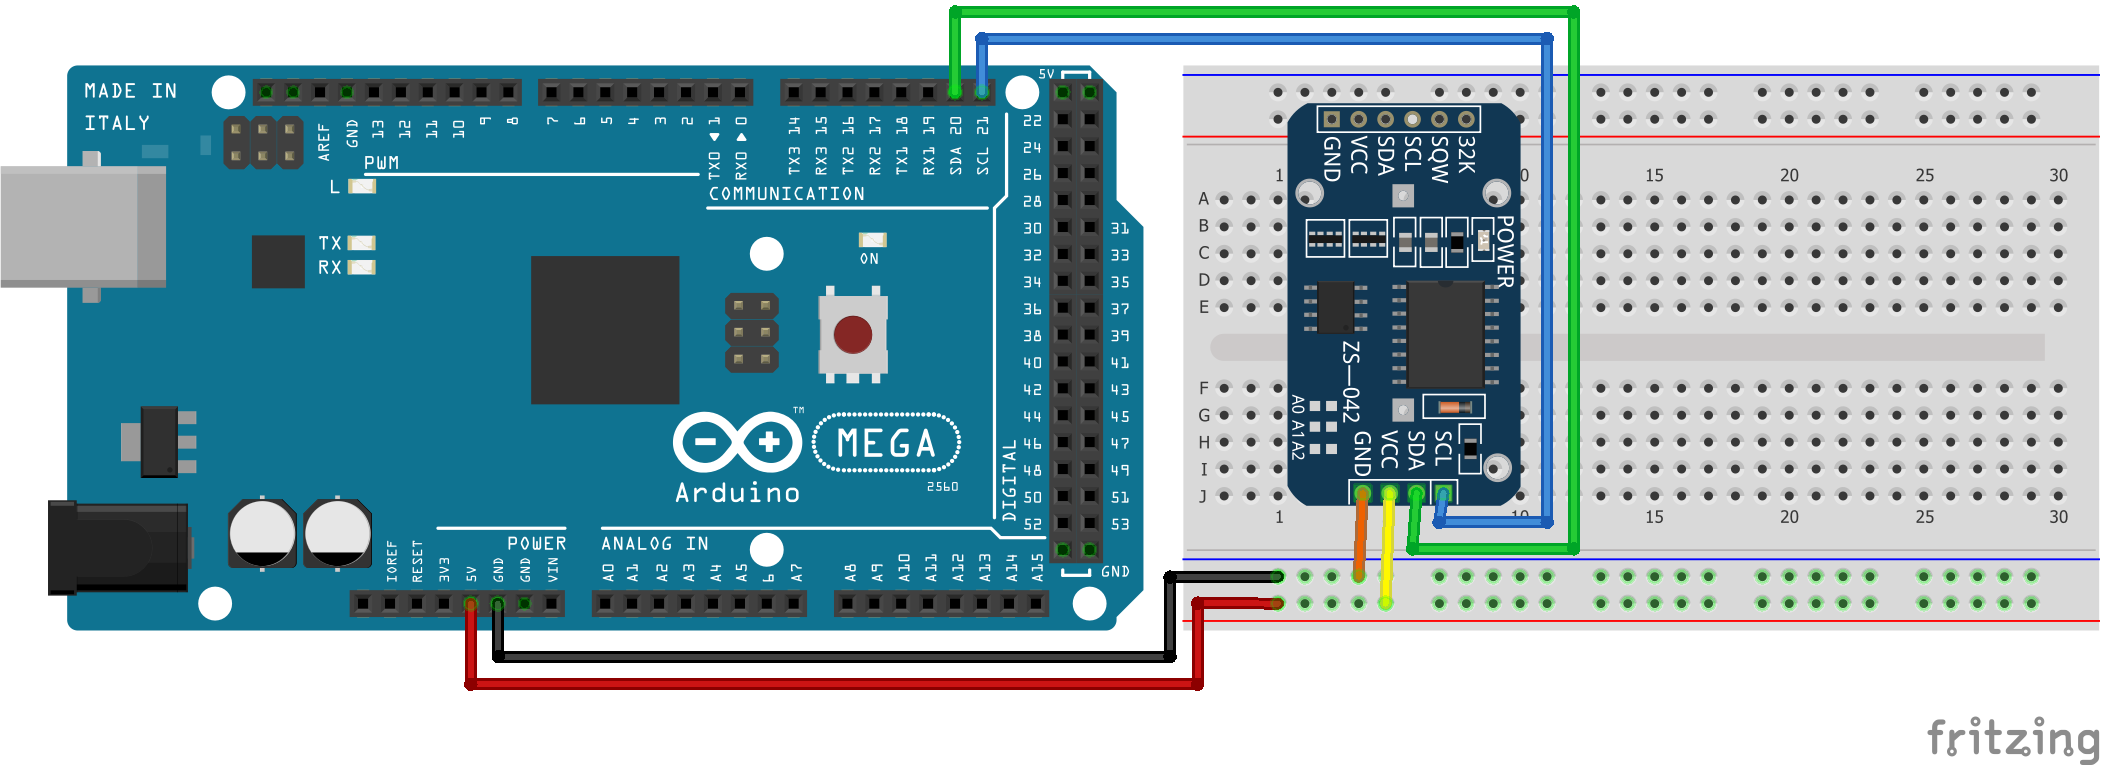 MADE IN
ITALY
AREF
GND
13
12
11
10
9
8
7
6
5
4
3
2
TX0 ◀ 1
RX0 ▶ 0
TX3 14
RX3 15
TX2 16
RX2 17
TX1 18
RX1 19
SDA 20
SCL 21
PWM
COMMUNICATION
L
TX
RX
ON
5V
22
24
26
28
30 31
32 33
34 35
36 37
38 39
40 41
42 43
44 45
46 47
48 49
50 51
52 53
GND
DIGITAL
TM
MEGA
Arduino
2560
POWER
ANALOG IN
IOREF
RESET
3V3
5V
GND
GND
VIN
A0
A1
A2
A3
A4
A5
6
A7
A8
A9
A10
A11
A12
A13
A14
A15
1 0 15 20 25 30
A
B
C
D
E
F
G
H
I
J
1 10 15 20 25 30
GND
VCC
SDA
SCL
SQW
32K
POWER
ZS—042
A0 A1 A2
GND
VCC
SDA
SCL
fritzing